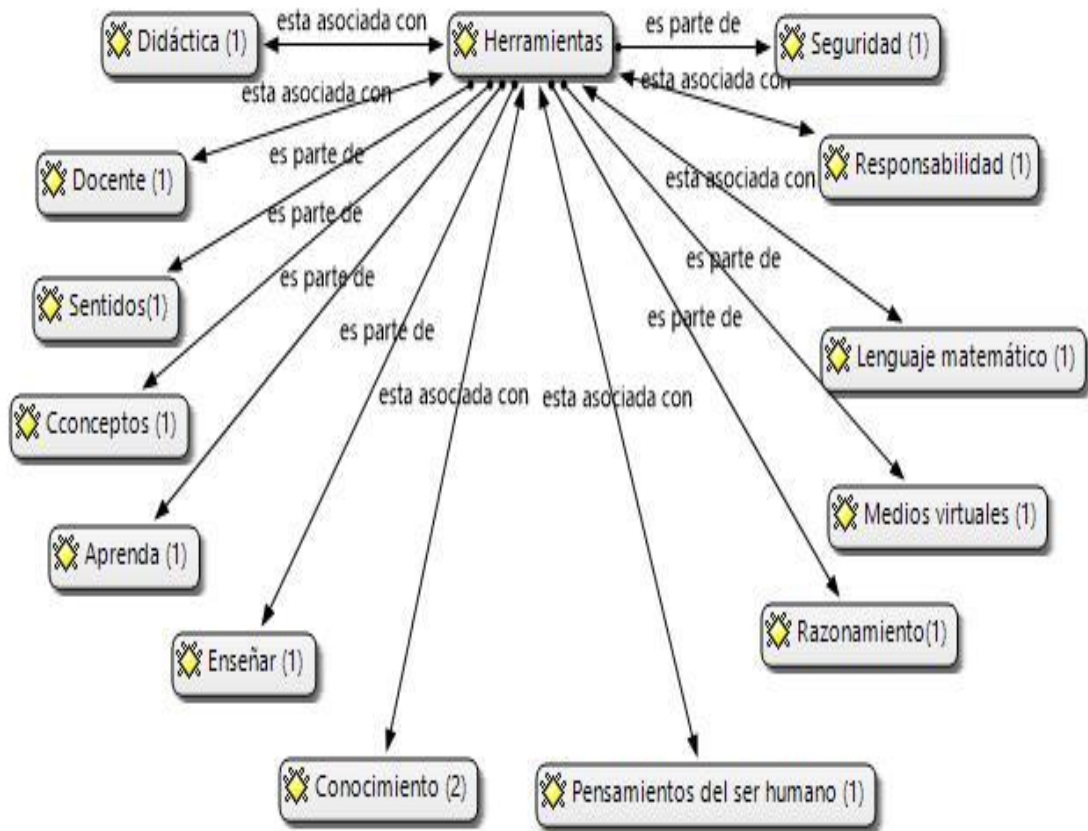 esta asociada con
Didáctica (1)
Herramientas
es parte de
Seguridad (1)
esta asociada con
esta asociada con
Docente (1)
es parte de
Responsabilidad (1)
esta asociada con
es parte de
Sentidos(1)
es parte de
es parte de
es parte de
es parte de
Lenguaje matemático (1)
Cconceptos (1)
esta asociada con
esta asociada con
Medios virtuales (1)
Aprenda (1)
Razonamiento(1)
Enseñar (1)
Conocimiento (2)
Pensamientos del ser humano (1)